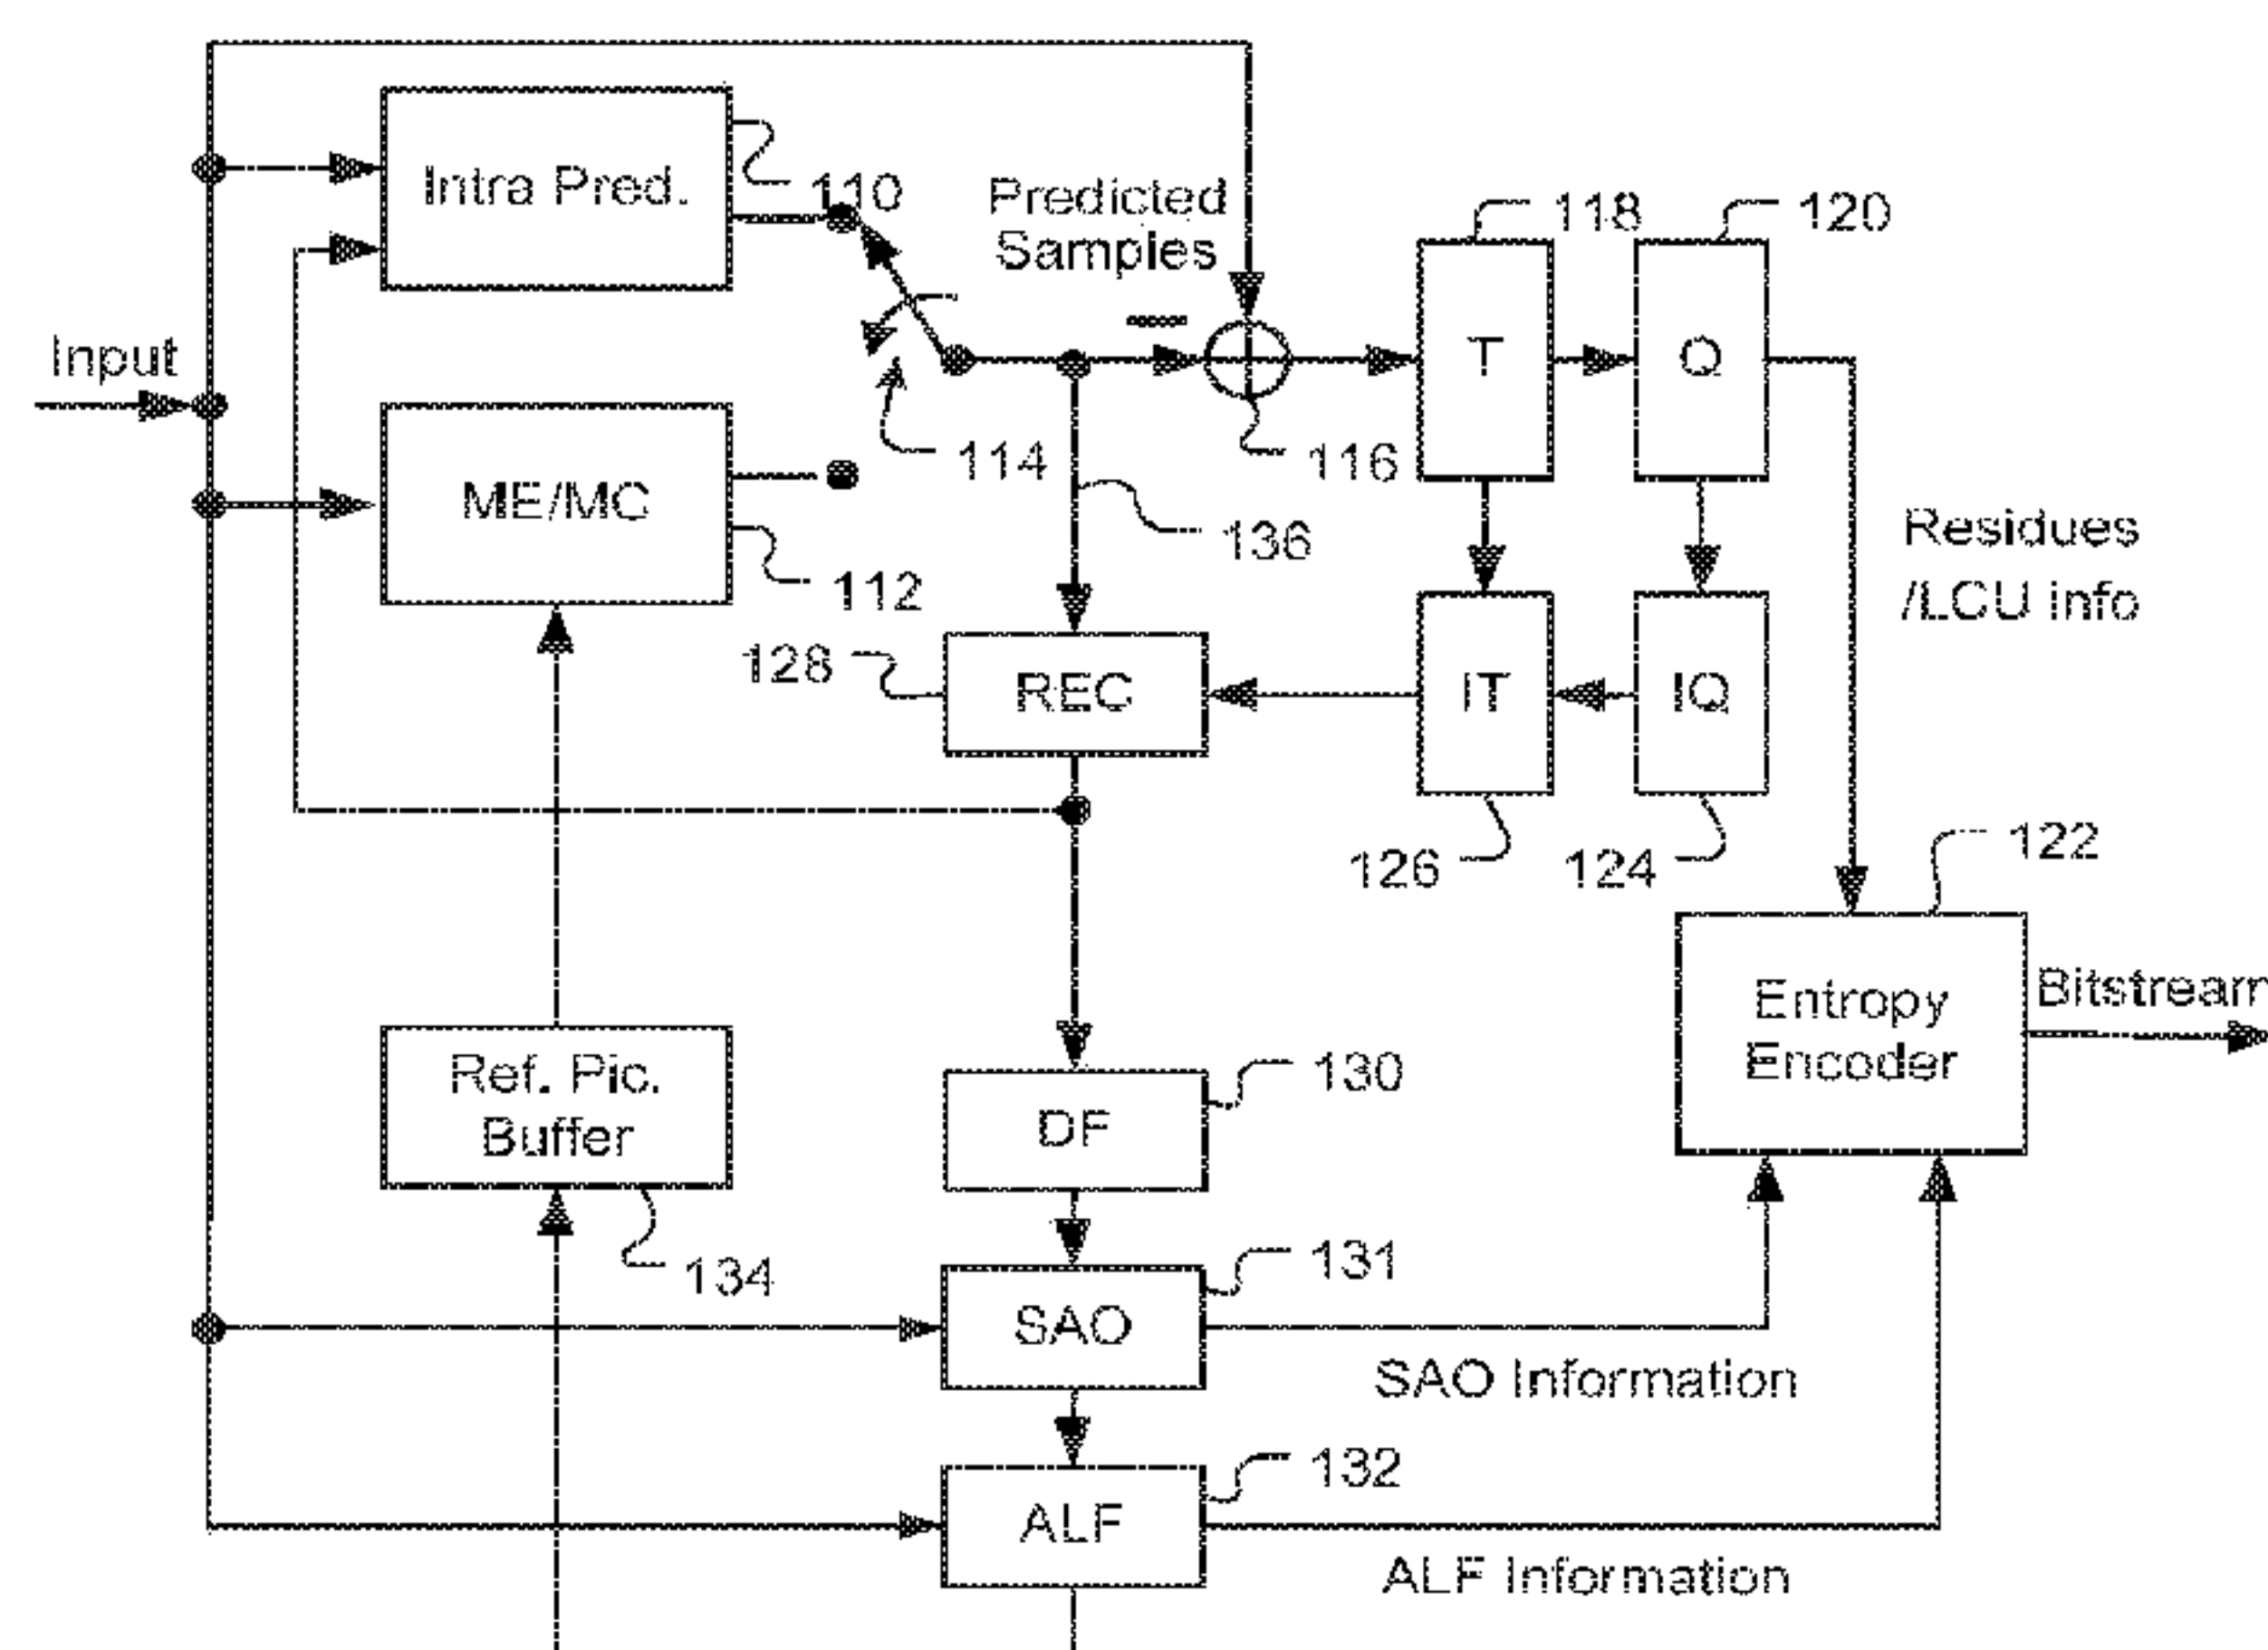 Intra Pred.
110
Predicted
Samples
118
120
Input
T
Q
114
116
ME/MC
136
Residues
/LCU info
112
128
REC
IT
IQ
126
124
122
Entropy
Encoder
Bitstream
Ref. Pic.
Buffer
130
DF
134
131
SAO
SAO Information
132
ALF
ALF Information